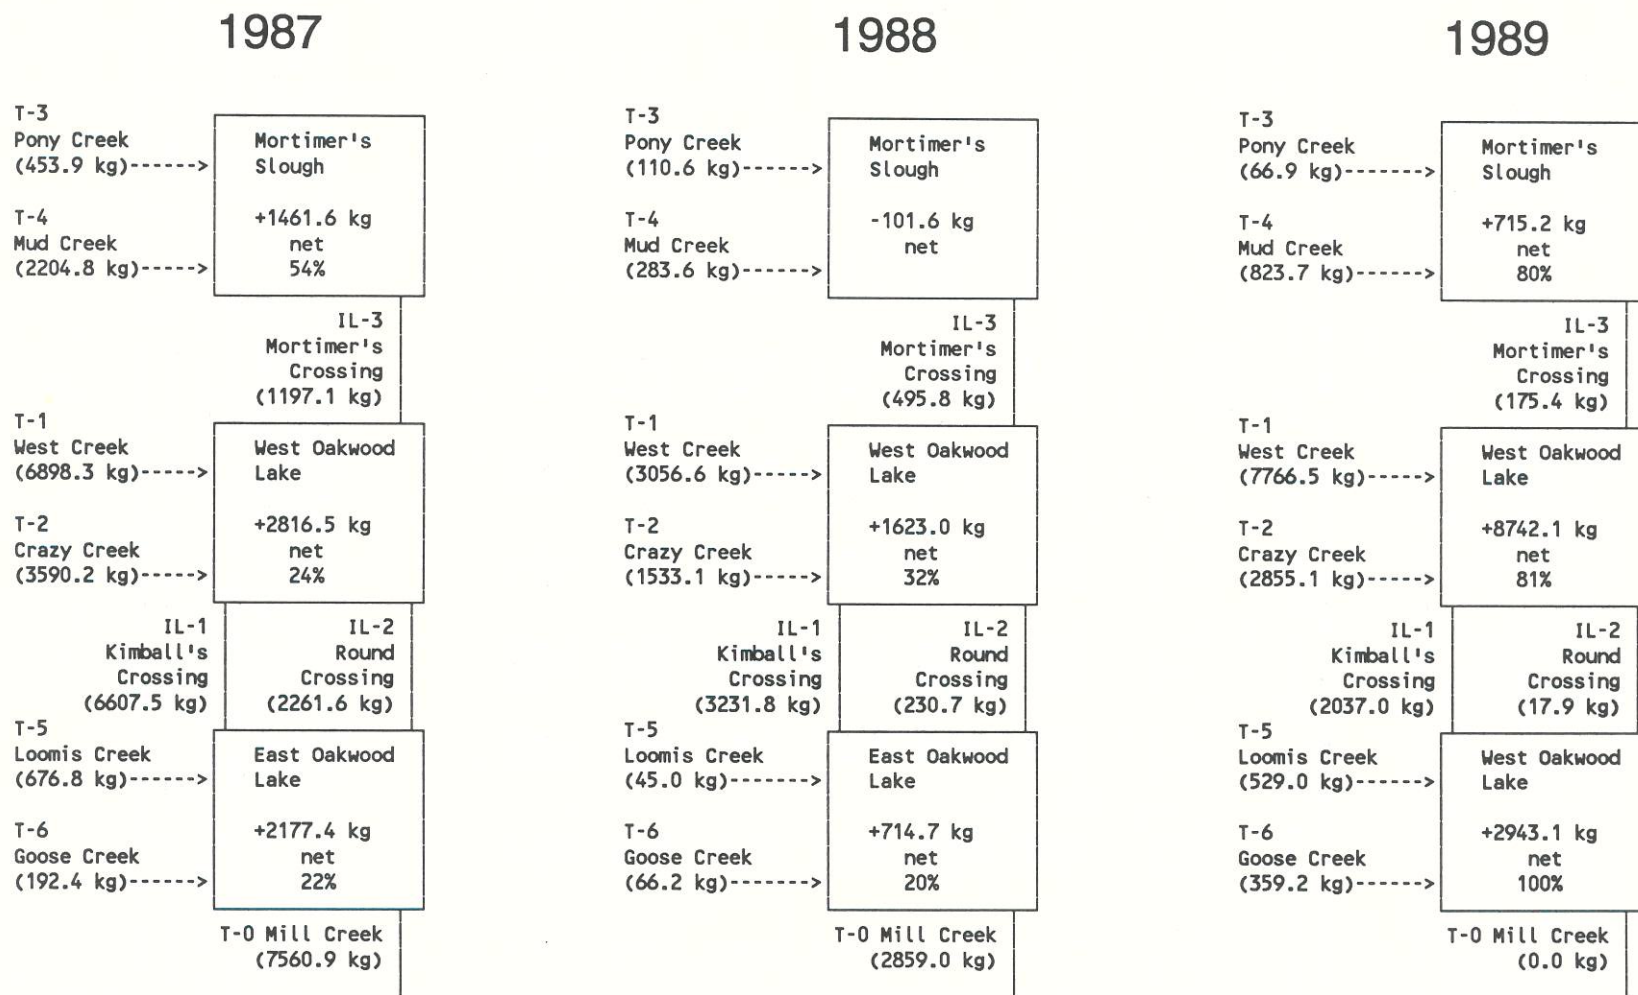 1987
T-3
Pony Creek
(453.9 kg)------>
Mortimer's
Slough
T-4
Mud Creek
(2204.8 kg)----->
+1461.6 kg
net
54%
IL-3
Mortimer's
Crossing
(1197.1 kg)
T-1
West Creek
(6898.3 kg)----->
West Oakwood
Lake
T-2
Crazy Creek
(3590.2 kg)----->
+2816.5 kg
net
24%
IL-1
Kimball's
Crossing
(6607.5 kg)
IL-2
Round
Crossing
(2261.6 kg)
T-5
Loomis Creek
(676.8 kg)------>
East Oakwood
Lake
T-6
Goose Creek
(192.4 kg)------>
+2177.4 kg
net
22%
T-0 Mill Creek
(7560.9 kg)
1988
T-3
Pony Creek
(110.6 kg)------>
Mortimer's
Slough
T-4
Mud Creek
(283.6 kg)------>
-101.6 kg
net
IL-3
Mortimer's
Crossing
(495.8 kg)
T-1
West Creek
(3056.6 kg)----->
West Oakwood
Lake
T-2
Crazy Creek
(1533.1 kg)----->
+1623.0 kg
net
32%
IL-1
Kimball's
Crossing
(3231.8 kg)
IL-2
Round
Crossing
(230.7 kg)
T-5
Loomis Creek
(45.0 kg)------->
East Oakwood
Lake
T-6
Goose Creek
(66.2 kg)------->
+714.7 kg
net
20%
T-0 Mill Creek
(2859.0 kg)
1989
T-3
Pony Creek
(66.9 kg)------->
Mortimer's
Slough
T-4
Mud Creek
(823.7 kg)------>
+715.2 kg
net
80%
IL-3
Mortimer's
Crossing
(175.4 kg)
T-1
West Creek
(7766.5 kg)----->
West Oakwood
Lake
T-2
Crazy Creek
(2855.1 kg)----->
+8742.1 kg
net
81%
IL-1
Kimball's
Crossing
(2037.0 kg)
IL-2
Round
Crossing
(17.9 kg)
T-5
Loomis Creek
(529.0 kg)------>
West Oakwood
Lake
T-6
Goose Creek
(359.2 kg)------>
+2943.1 kg
net
100%
T-0 Mill Creek
(0.0 kg)